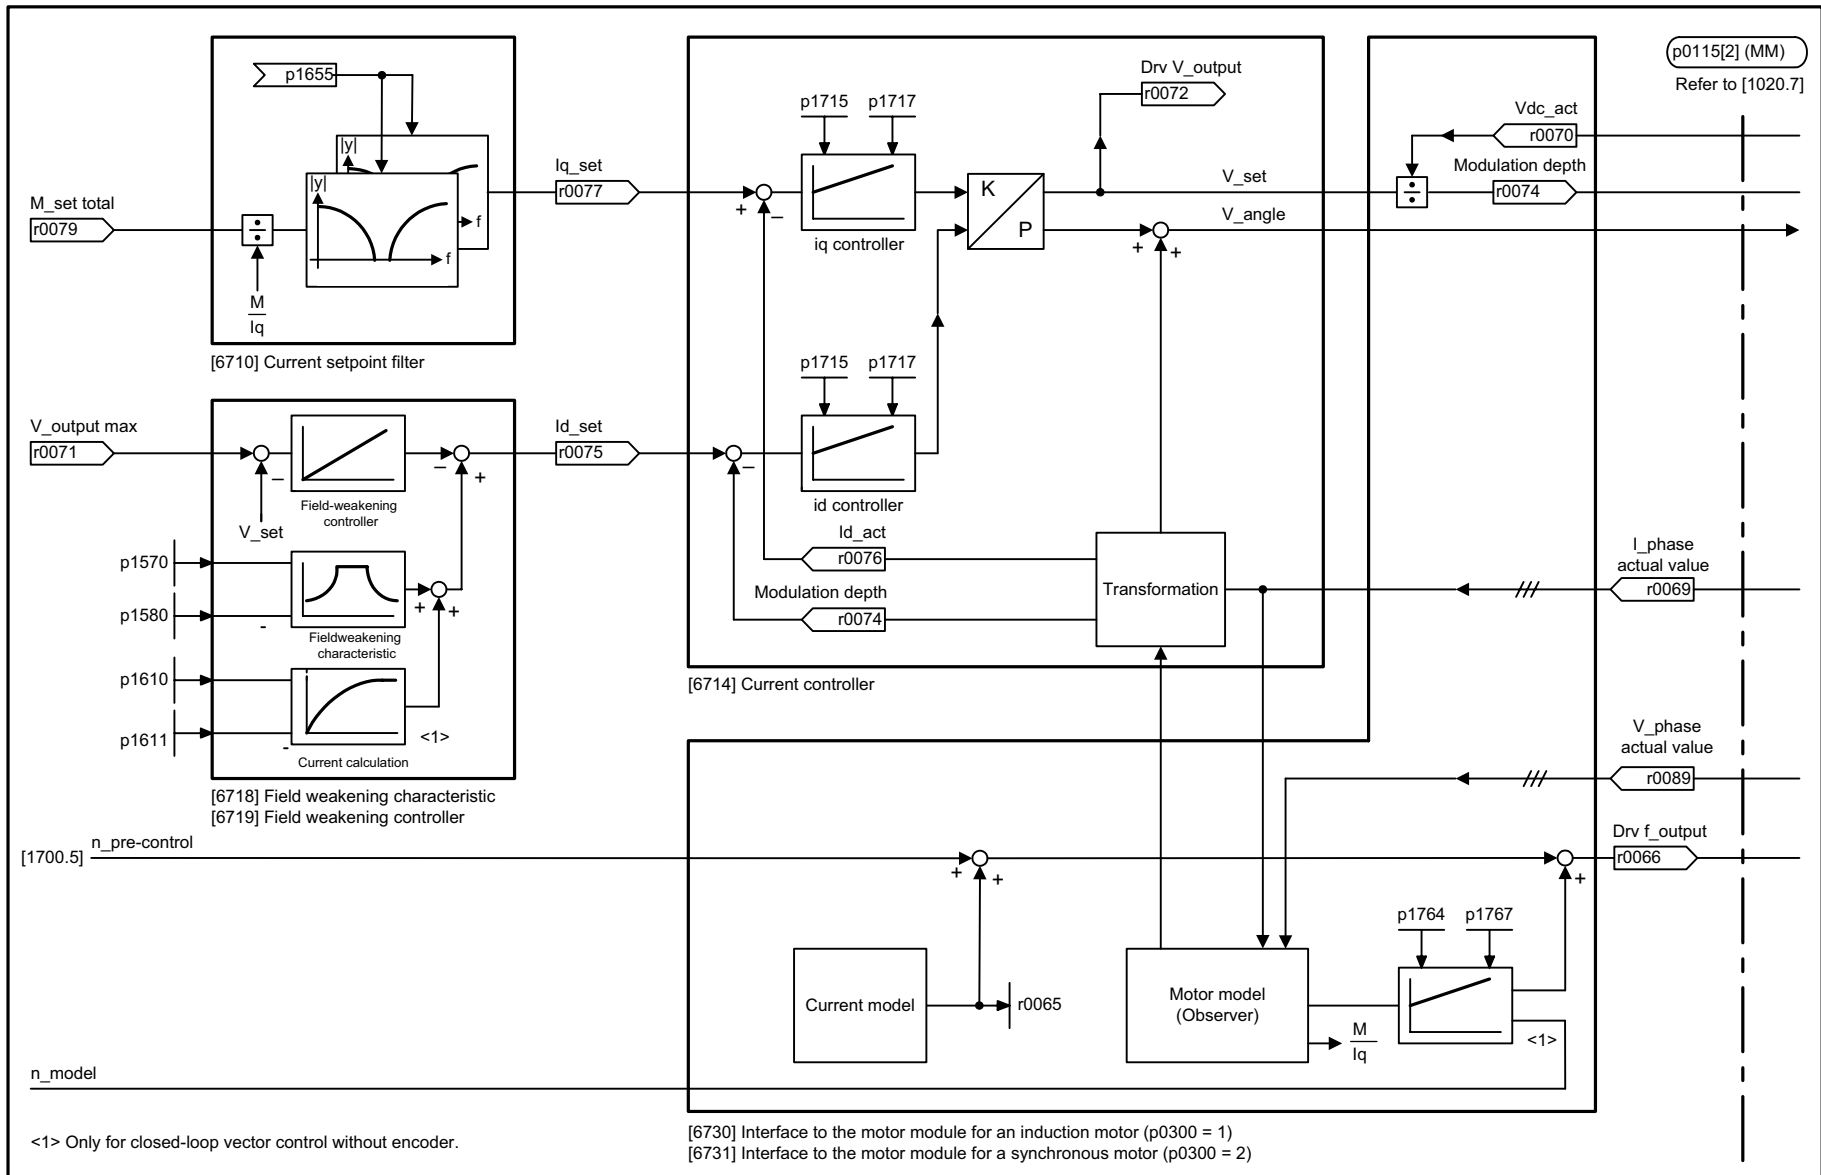 p0115[2] (MM)
Refer to [1020.7]
p1655
|y|
|y|
f
f
M_set total
r0079
M
Iq
[6710] Current setpoint filter
Iq_set
r0077
+
–
p1715
p1717
iq controller
K
P
Drv V_output
r0072
V_set
V_angle
+
+
Vdc_act
r0070
Modulation depth
r0074
÷
÷
V_output max
r0071
–
V_set
Field-weakening
controller
–
+
Id_set
r0075
–
p1715
p1717
id controller
Id_act
r0076
Modulation depth
r0074
Transformation
I_phase
actual value
r0069
p1570
p1580
-
Fieldweakening
characteristic
+
+
p1610
p1611
-
<1>
Current calculation
[6714] Current controller
[6718] Field weakening characteristic
[6719] Field weakening controller
V_phase
actual value
r0089
[1700.5]
n_pre-control
+
+
+
Drv f_output
r0066
Current model
r0065
Motor model
(Observer)
M
Iq
p1764
p1767
<1>
n_model
<1> Only for closed-loop vector control without encoder.
[6730] Interface to the motor module for an induction motor (p0300 = 1)
[6731] Interface to the motor module for a synchronous motor (p0300 = 2)